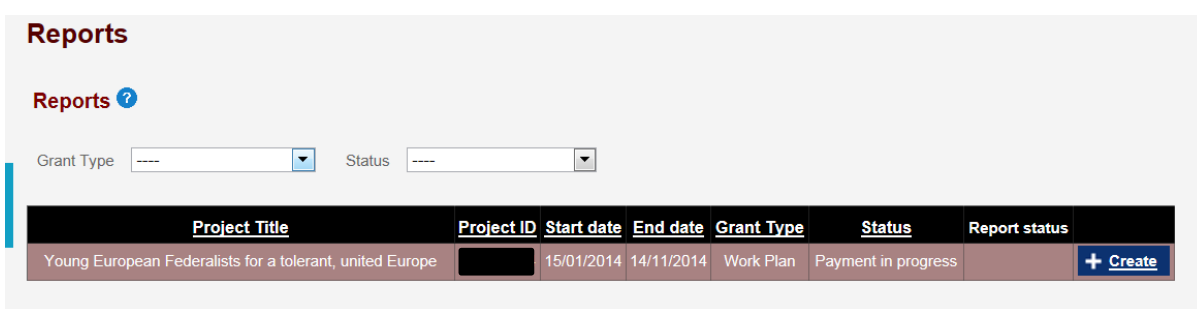 Reports
Reports ?
Grant Type ---- Status ----
Project Title Project ID Start date End date Grant Type Status Report status
Young European Federalists for a tolerant, united Europe 15/01/2014 14/11/2014 Work Plan Payment in progress + Create